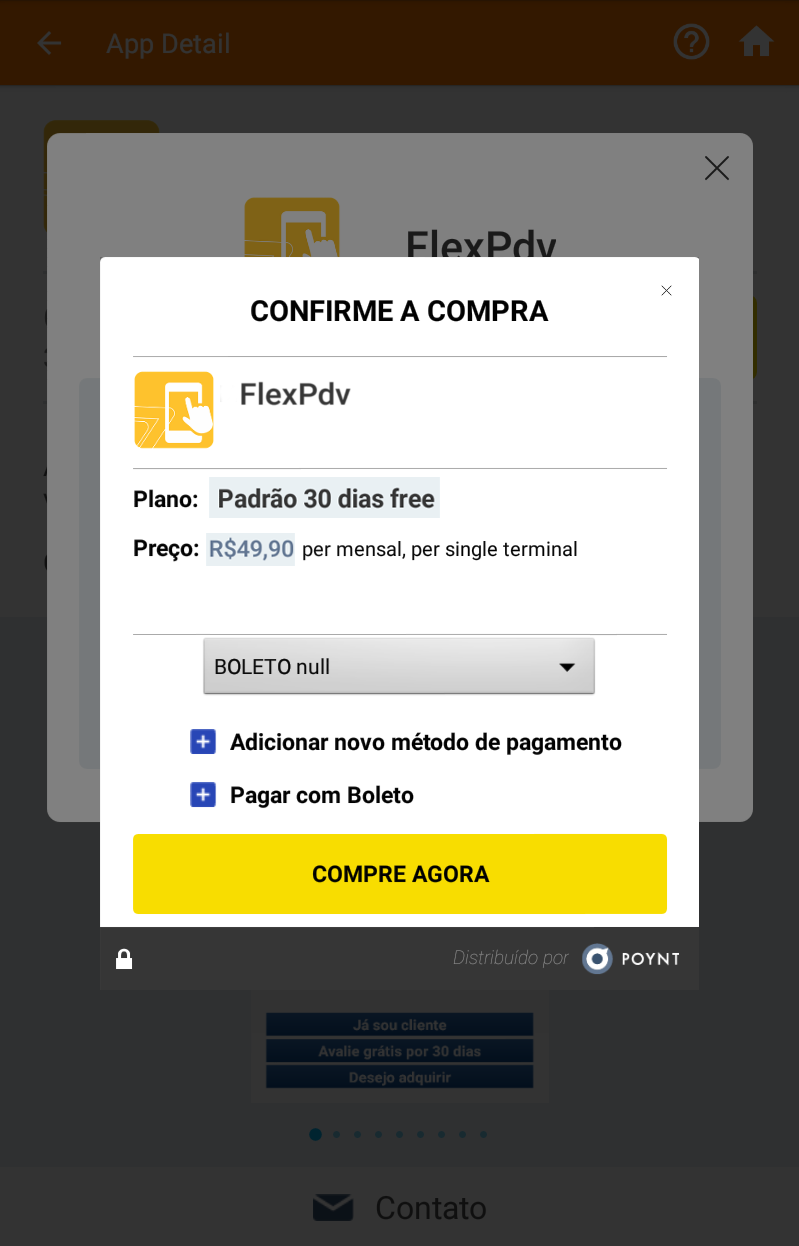 App Detail
FlexPdv
CONFIRME A COMPRA
FlexPdv
Plano: Padrão 30 dias free
Preço: R$49,90 per mensal, per single terminal
BOLETO null
Adicionar novo método de pagamento
Pagar com Boleto
COMPRE AGORA
Distribuído por POYNT
Já sou cliente
Avalie grátis por 30 dias
Desejo adquirir
Contato